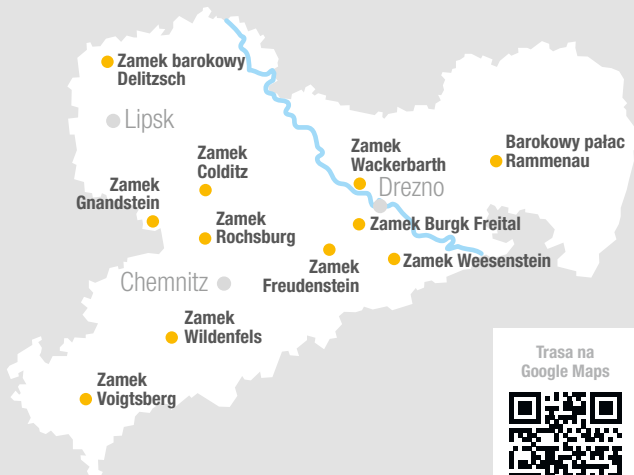 Zamek barokowy
Delitzsch
Lipsk
Zamek
Colditz
Zamek
Gnandstein
Zamek
Rochsburg
Zamek
Wackerbarth
Drezno
Barokowy pałac
Rammenau
Zamek Burgk Freital
Zamek Weesenstein
Zamek
Freudenstein
Chemnitz
Zamek
Wildenfels
Zamek
Voigtsberg
Trasa na
Google Maps